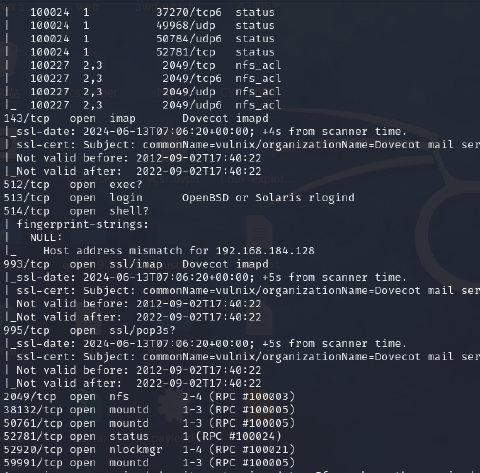 |   100024  1          37270/tcp6  status
|   100024  1          49968/udp   status
|   100024  1          50784/udp6  status
|   100024  1          52781/tcp   status
|   100227  2,3         2049/tcp   nfs_acl
|   100227  2,3         2049/tcp6  nfs_acl
|   100227  2,3         2049/udp   nfs_acl
|_  100227  2,3         2049/udp6  nfs_acl
143/tcp   open  imap       Dovecot imapd
|_ssl-date: 2024-06-13T07:06:20+00:00; +4s from scanner time.
| ssl-cert: Subject: commonName=vulnix/organizationName=Dovecot mail ser
| Not valid before: 2012-09-02T17:40:22
|_Not valid after:  2022-09-02T17:40:22
512/tcp   open  exec?
513/tcp   open  login      OpenBSD or Solaris rlogind
514/tcp   open  shell?
| fingerprint-strings:
|   NULL:
|_    Host address mismatch for 192.168.184.128
993/tcp   open  ssl/imap   Dovecot imapd
|_ssl-date: 2024-06-13T07:06:20+00:00; +5s from scanner time.
| ssl-cert: Subject: commonName=vulnix/organizationName=Dovecot mail ser
| Not valid before: 2012-09-02T17:40:22
|_Not valid after:  2022-09-02T17:40:22
995/tcp   open  ssl/pop3s?
|_ssl-date: 2024-06-13T07:06:20+00:00; +5s from scanner time.
| ssl-cert: Subject: commonName=vulnix/organizationName=Dovecot mail ser
| Not valid before: 2012-09-02T17:40:22
|_Not valid after:  2022-09-02T17:40:22
2049/tcp  open  nfs        2-4 (RPC #100003)
38132/tcp open  mountd     1-3 (RPC #100005)
50761/tcp open  mountd     1-3 (RPC #100005)
52781/tcp open  status     1 (RPC #100024)
52920/tcp open  nlockmgr   1-4 (RPC #100021)
59991/tcp open  mountd     1-3 (RPC #100005)